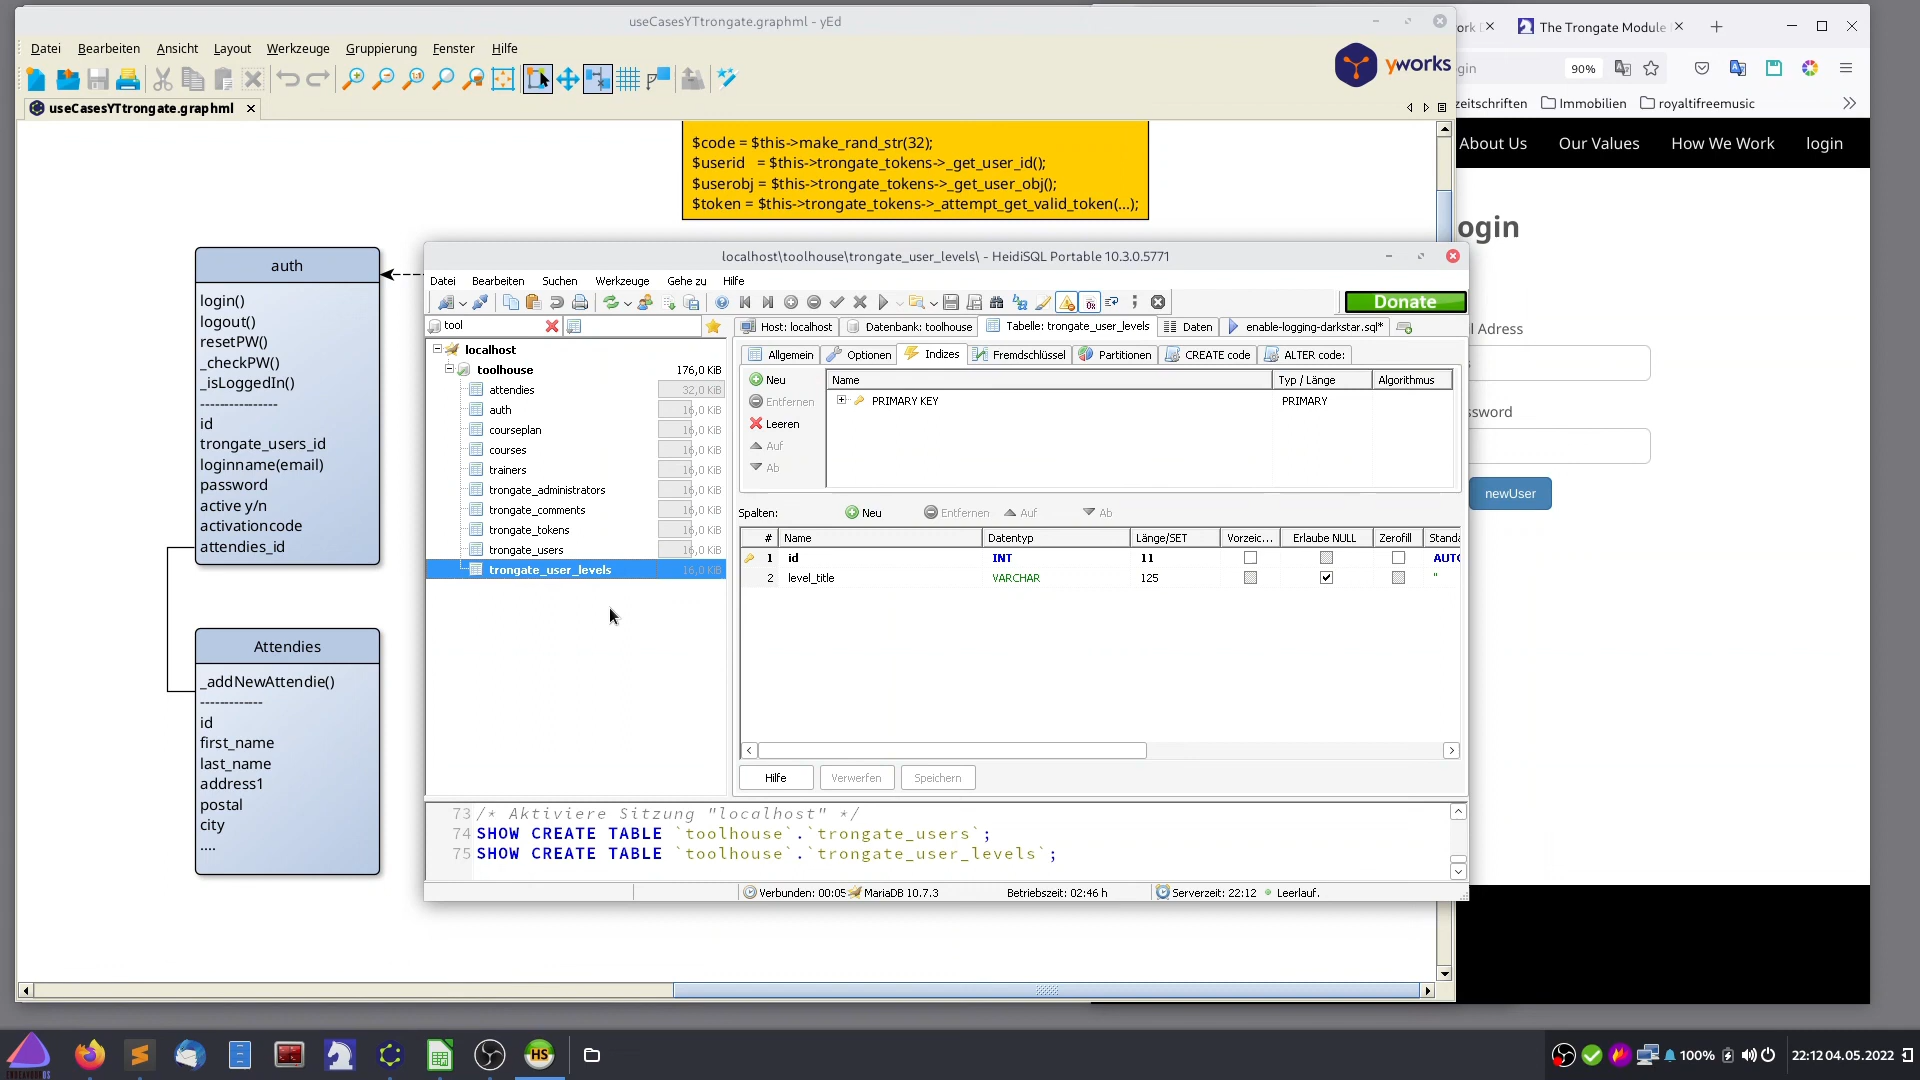 useCasesYTtrongate.graphml - yEd
Datei Bearbeiten Ansicht Layout Werkzeuge Gruppierung Fenster Hilfe
yworks
useCasesYTtrongate.graphml
$code = $this->make_rand_str(32);
$userid = $this->trongate_tokens->_get_user_id();
$userobj = $this->trongate_tokens->_get_user_obj();
$token = $this->trongate_tokens->_attempt_get_valid_token(...);
auth
login()
logout()
resetPW()
_checkPW()
_isLoggedIn()
----------------
id
trongate_users_id
loginname(email)
password
active y/n
activationcode
attendies_id
Attendies
_addNewAttendie()
-------------
id
first_name
last_name
address1
postal
city
....
localhost\toolhouse\trongate_user_levels\ - HeidiSQL Portable 10.3.0.5771
Datei Bearbeiten Suchen Werkzeuge Gehe zu Hilfe
Donate
tool
Host: localhost Datenbank: toolhouse Tabelle: trongate_user_levels Daten enable-logging-darkstar.sql*
localhost
toolhouse 176,0 KiB
attendies 32,0 KiB
auth 16,0 KiB
courseplan 16,0 KiB
courses 16,0 KiB
trainers 16,0 KiB
trongate_administrators 16,0 KiB
trongate_comments 16,0 KiB
trongate_tokens 16,0 KiB
trongate_users 16,0 KiB
trongate_user_levels 16,0 KiB
Allgemein Optionen Indizes Fremdschlüssel Partitionen CREATE code ALTER code:
Neu
Entfernen
Leeren
Auf
Ab
Name Typ / Länge Algorithmus
PRIMARY KEY PRIMARY
Spalten: Neu Entfernen Auf Ab
# Name Datentyp Länge/SET Vorzeic... Erlaube NULL Zerofill Standa
1 id INT 11 AUTO
2 level_title VARCHAR 125 ''
Hilfe Verwerfen Speichern
73 /* Aktiviere Sitzung "localhost" */
74 SHOW CREATE TABLE `toolhouse`.`trongate_users`;
75 SHOW CREATE TABLE `toolhouse`.`trongate_user_levels`;
Verbunden: 00:05 MariaDB 10.7.3 Betriebszeit: 02:46 h Serverzeit: 22:12 Leerlauf.
ork The Trongate Module
gin 90%
zeitschriften Immobilien royaltifreemusic
About Us Our Values How We Work login
ogin
l Adress
s
ssword
newUser
HS
100% 22:12 04.05.2022